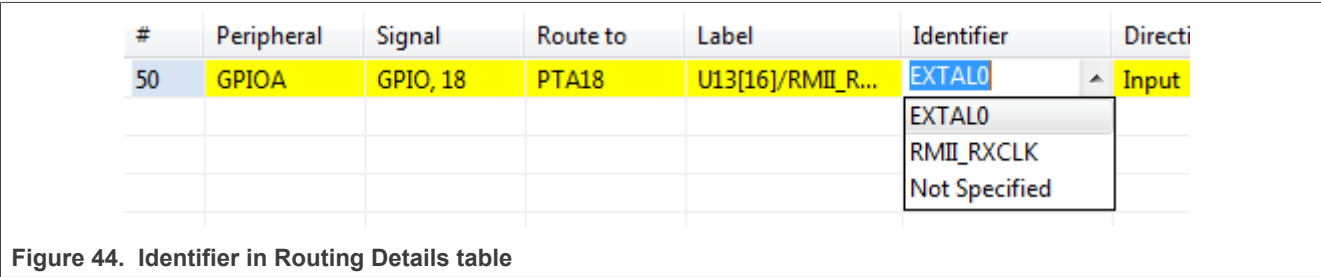 # Peripheral Signal Route to Label Identifier Directi
50 GPIOA GPIO, 18 PTA18 U13[16]/RMII_R... EXTAL0 Input
EXTAL0
RMII_RXCLK
Not Specified
Figure 44. Identifier in Routing Details table